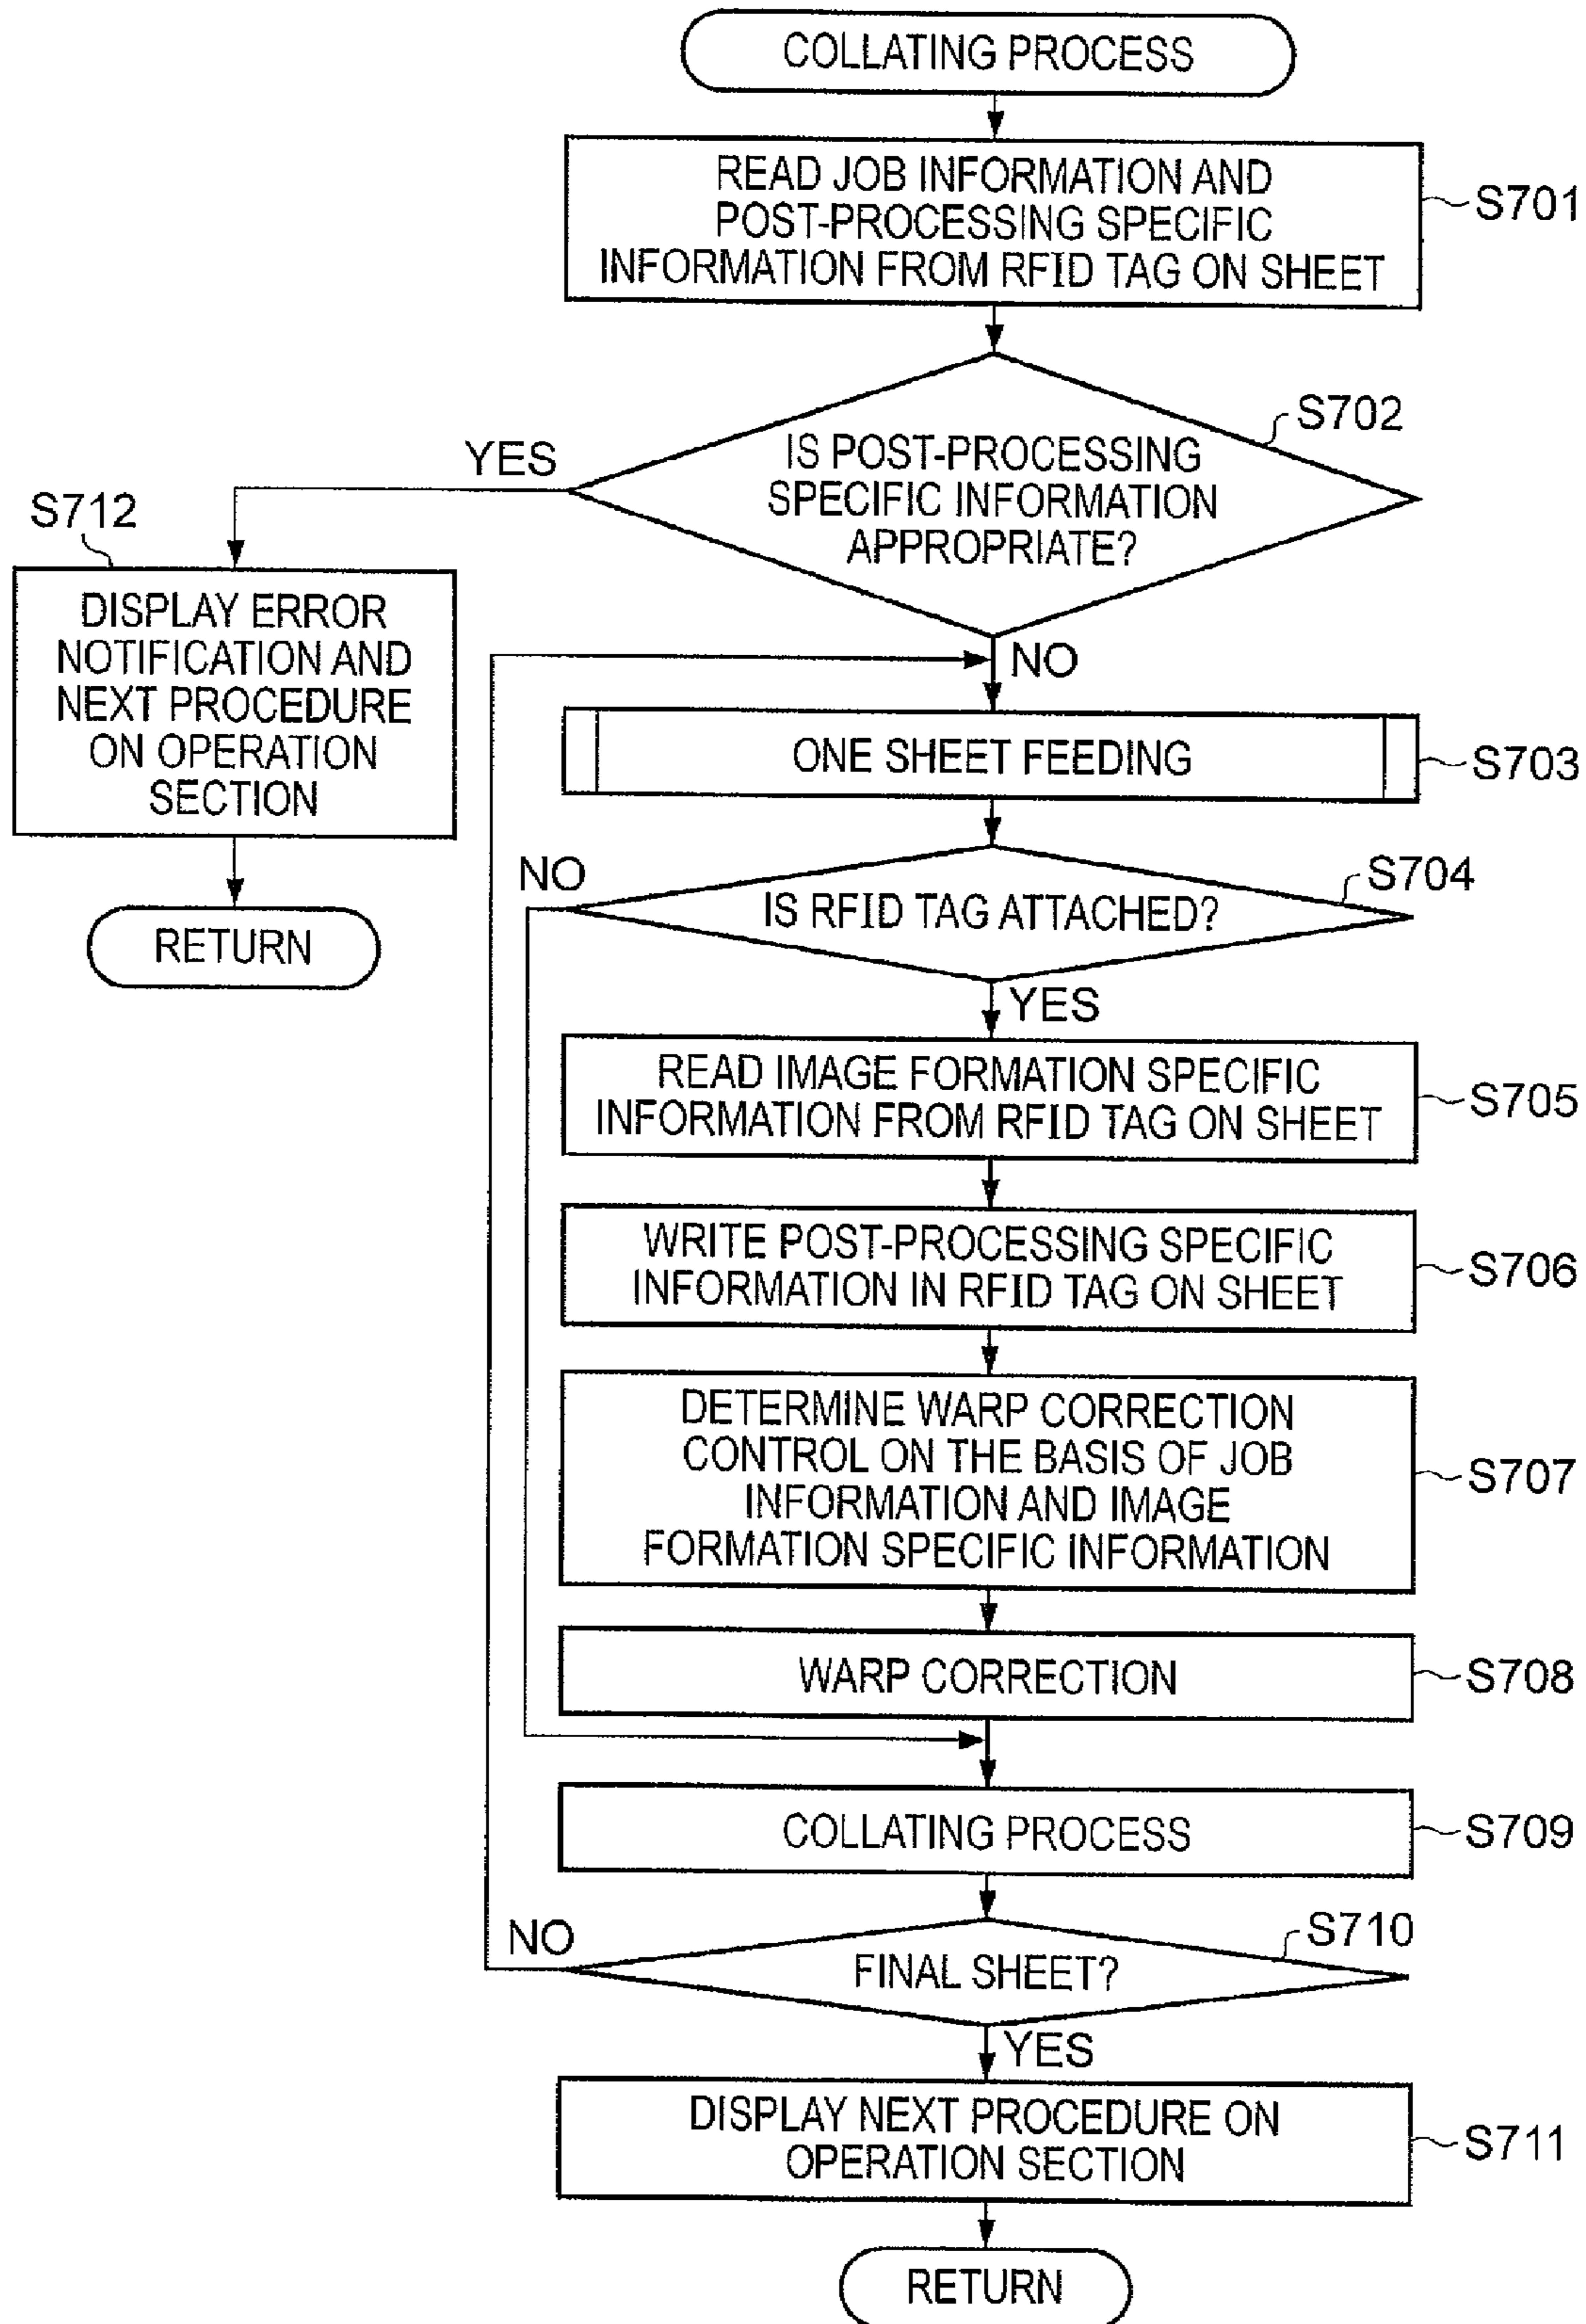 COLLATING PROCESS
READ JOB INFORMATION AND
POST-PROCESSING SPECIFIC
INFORMATION FROM RFID TAG ON SHEET
S701
S702
IS POST-PROCESSING
SPECIFIC INFORMATION
APPROPRIATE?
YES
S712
DISPLAY ERROR
NOTIFICATION AND
NEXT PROCEDURE
ON OPERATION
SECTION
RETURN
NO
ONE SHEET FEEDING
S703
NO
S704
IS RFID TAG ATTACHED?
YES
READ IMAGE FORMATION SPECIFIC
INFORMATION FROM RFID TAG ON SHEET
S705
WRITE POST-PROCESSING SPECIFIC
INFORMATION IN RFID TAG ON SHEET
S706
DETERMINE WARP CORRECTION
CONTROL ON THE BASIS OF JOB
INFORMATION AND IMAGE
FORMATION SPECIFIC INFORMATION
S707
WARP CORRECTION
S708
COLLATING PROCESS
S709
NO
S710
FINAL SHEET?
YES
DISPLAY NEXT PROCEDURE ON
OPERATION SECTION
S711
RETURN